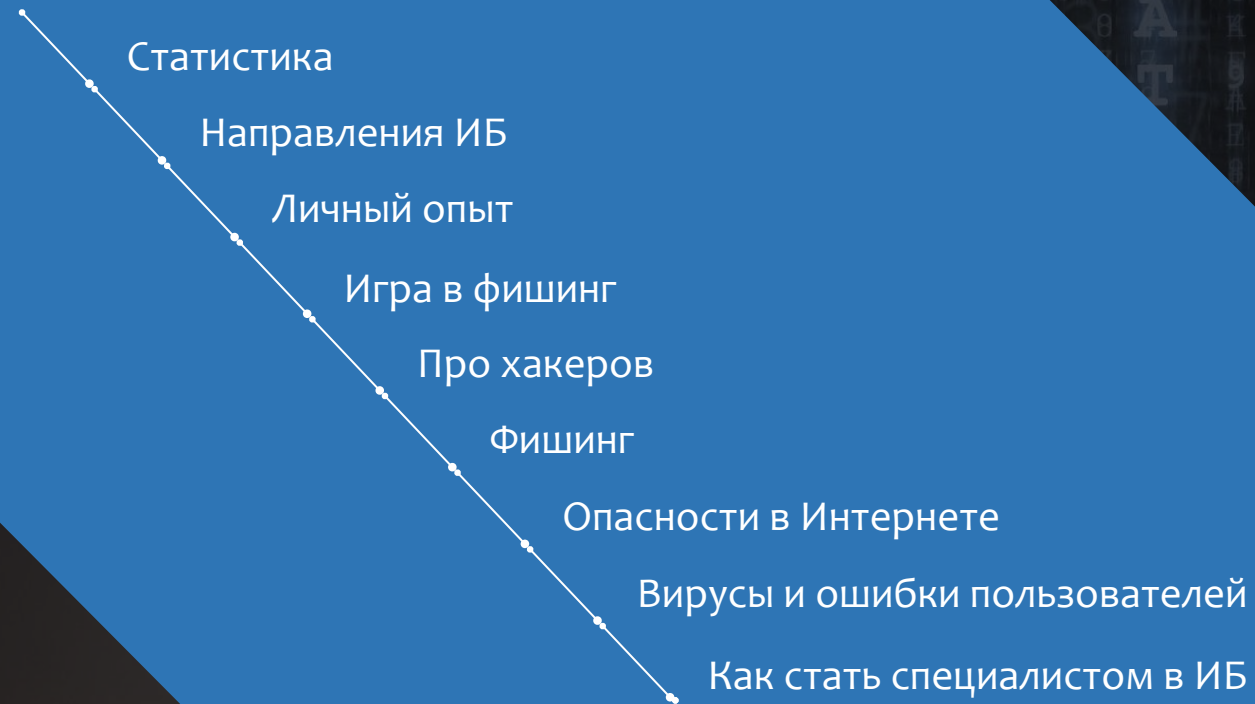 Статистика
Направления ИБ
Личный опыт
Игра в фишинг
Про хакеров
Фишинг
Опасности в Интернете
Вирусы и ошибки пользователей
Как стать специалистом в ИБ